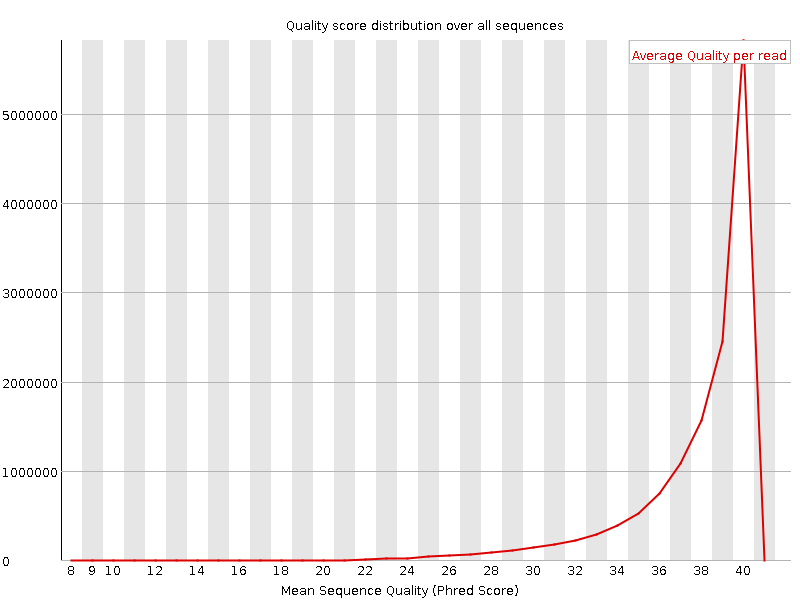 Quality score distribution over all sequences
Average Quality per read
5000000
4000000
3000000
2000000
1000000
0
8 9 10 12 14 16 18 20 22 24 26 28 30 32 34 36 38 40
Mean Sequence Quality (Phred Score)